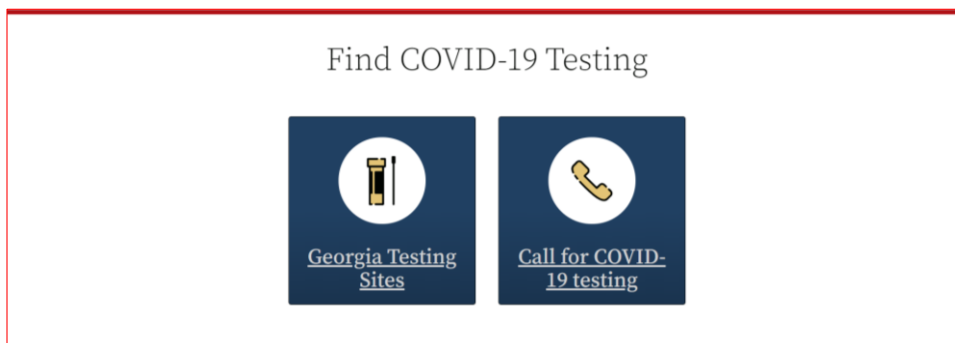 Find COVID-19 Testing
Georgia Testing
Sites
Call for COVID-
19 testing